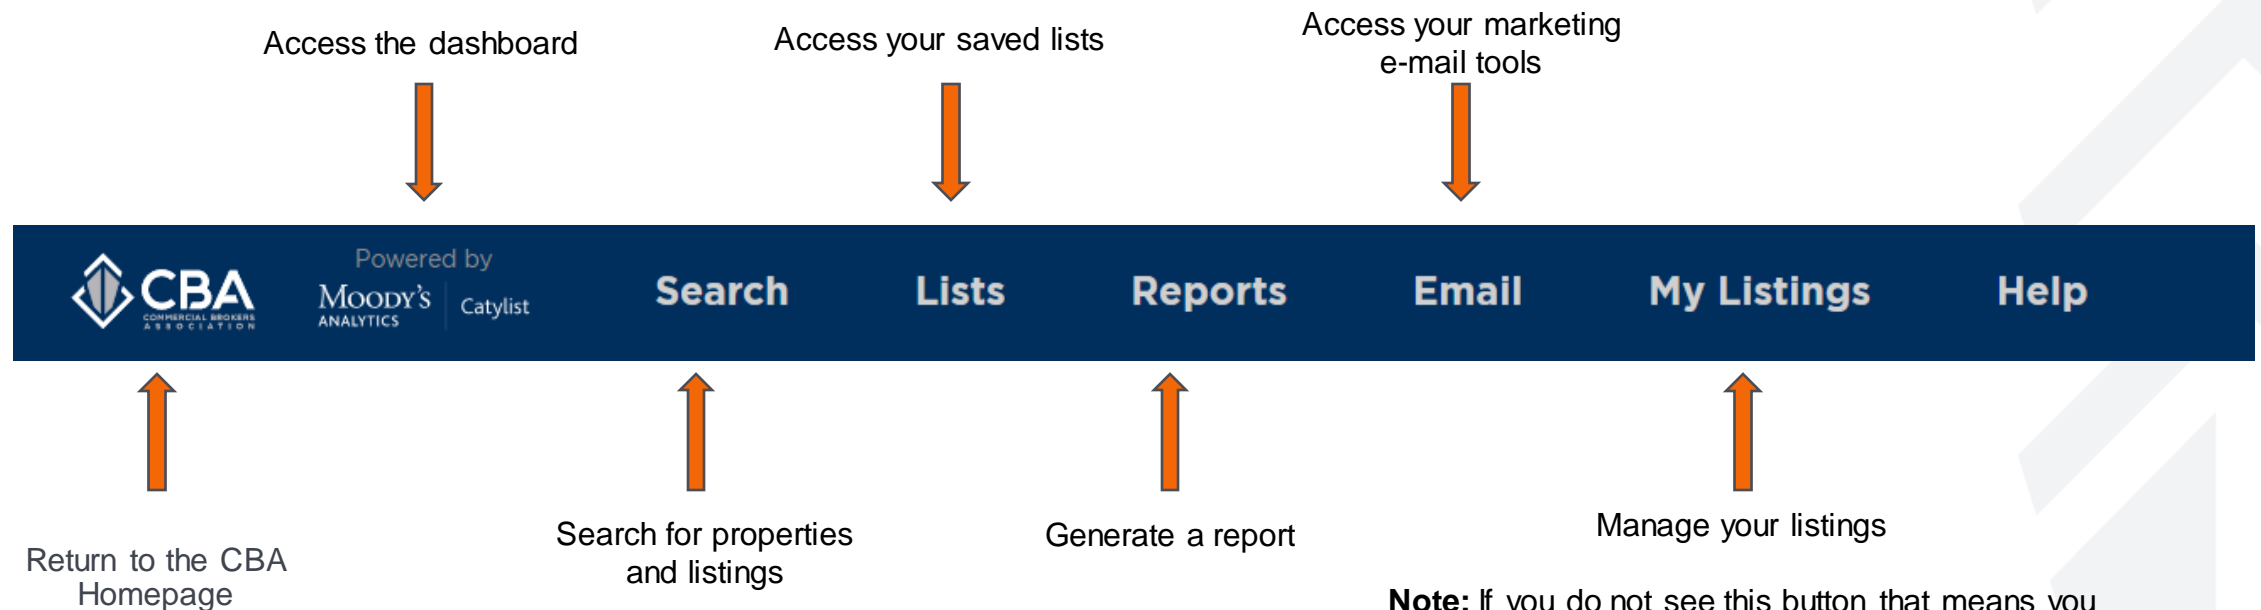 Access the dashboard
Access your saved lists
Access your marketing
e-mail tools
CBA
COMMERCIAL BROKERS
ASSOCIATION
Powered by
MOODY'S
ANALYTICS
Catylist
Search
Lists
Reports
Email
My Listings
Help
Return to the CBA
Homepage
Search for properties
and listings
Generate a report
Manage your listings
Note: If you do not see this button that means you